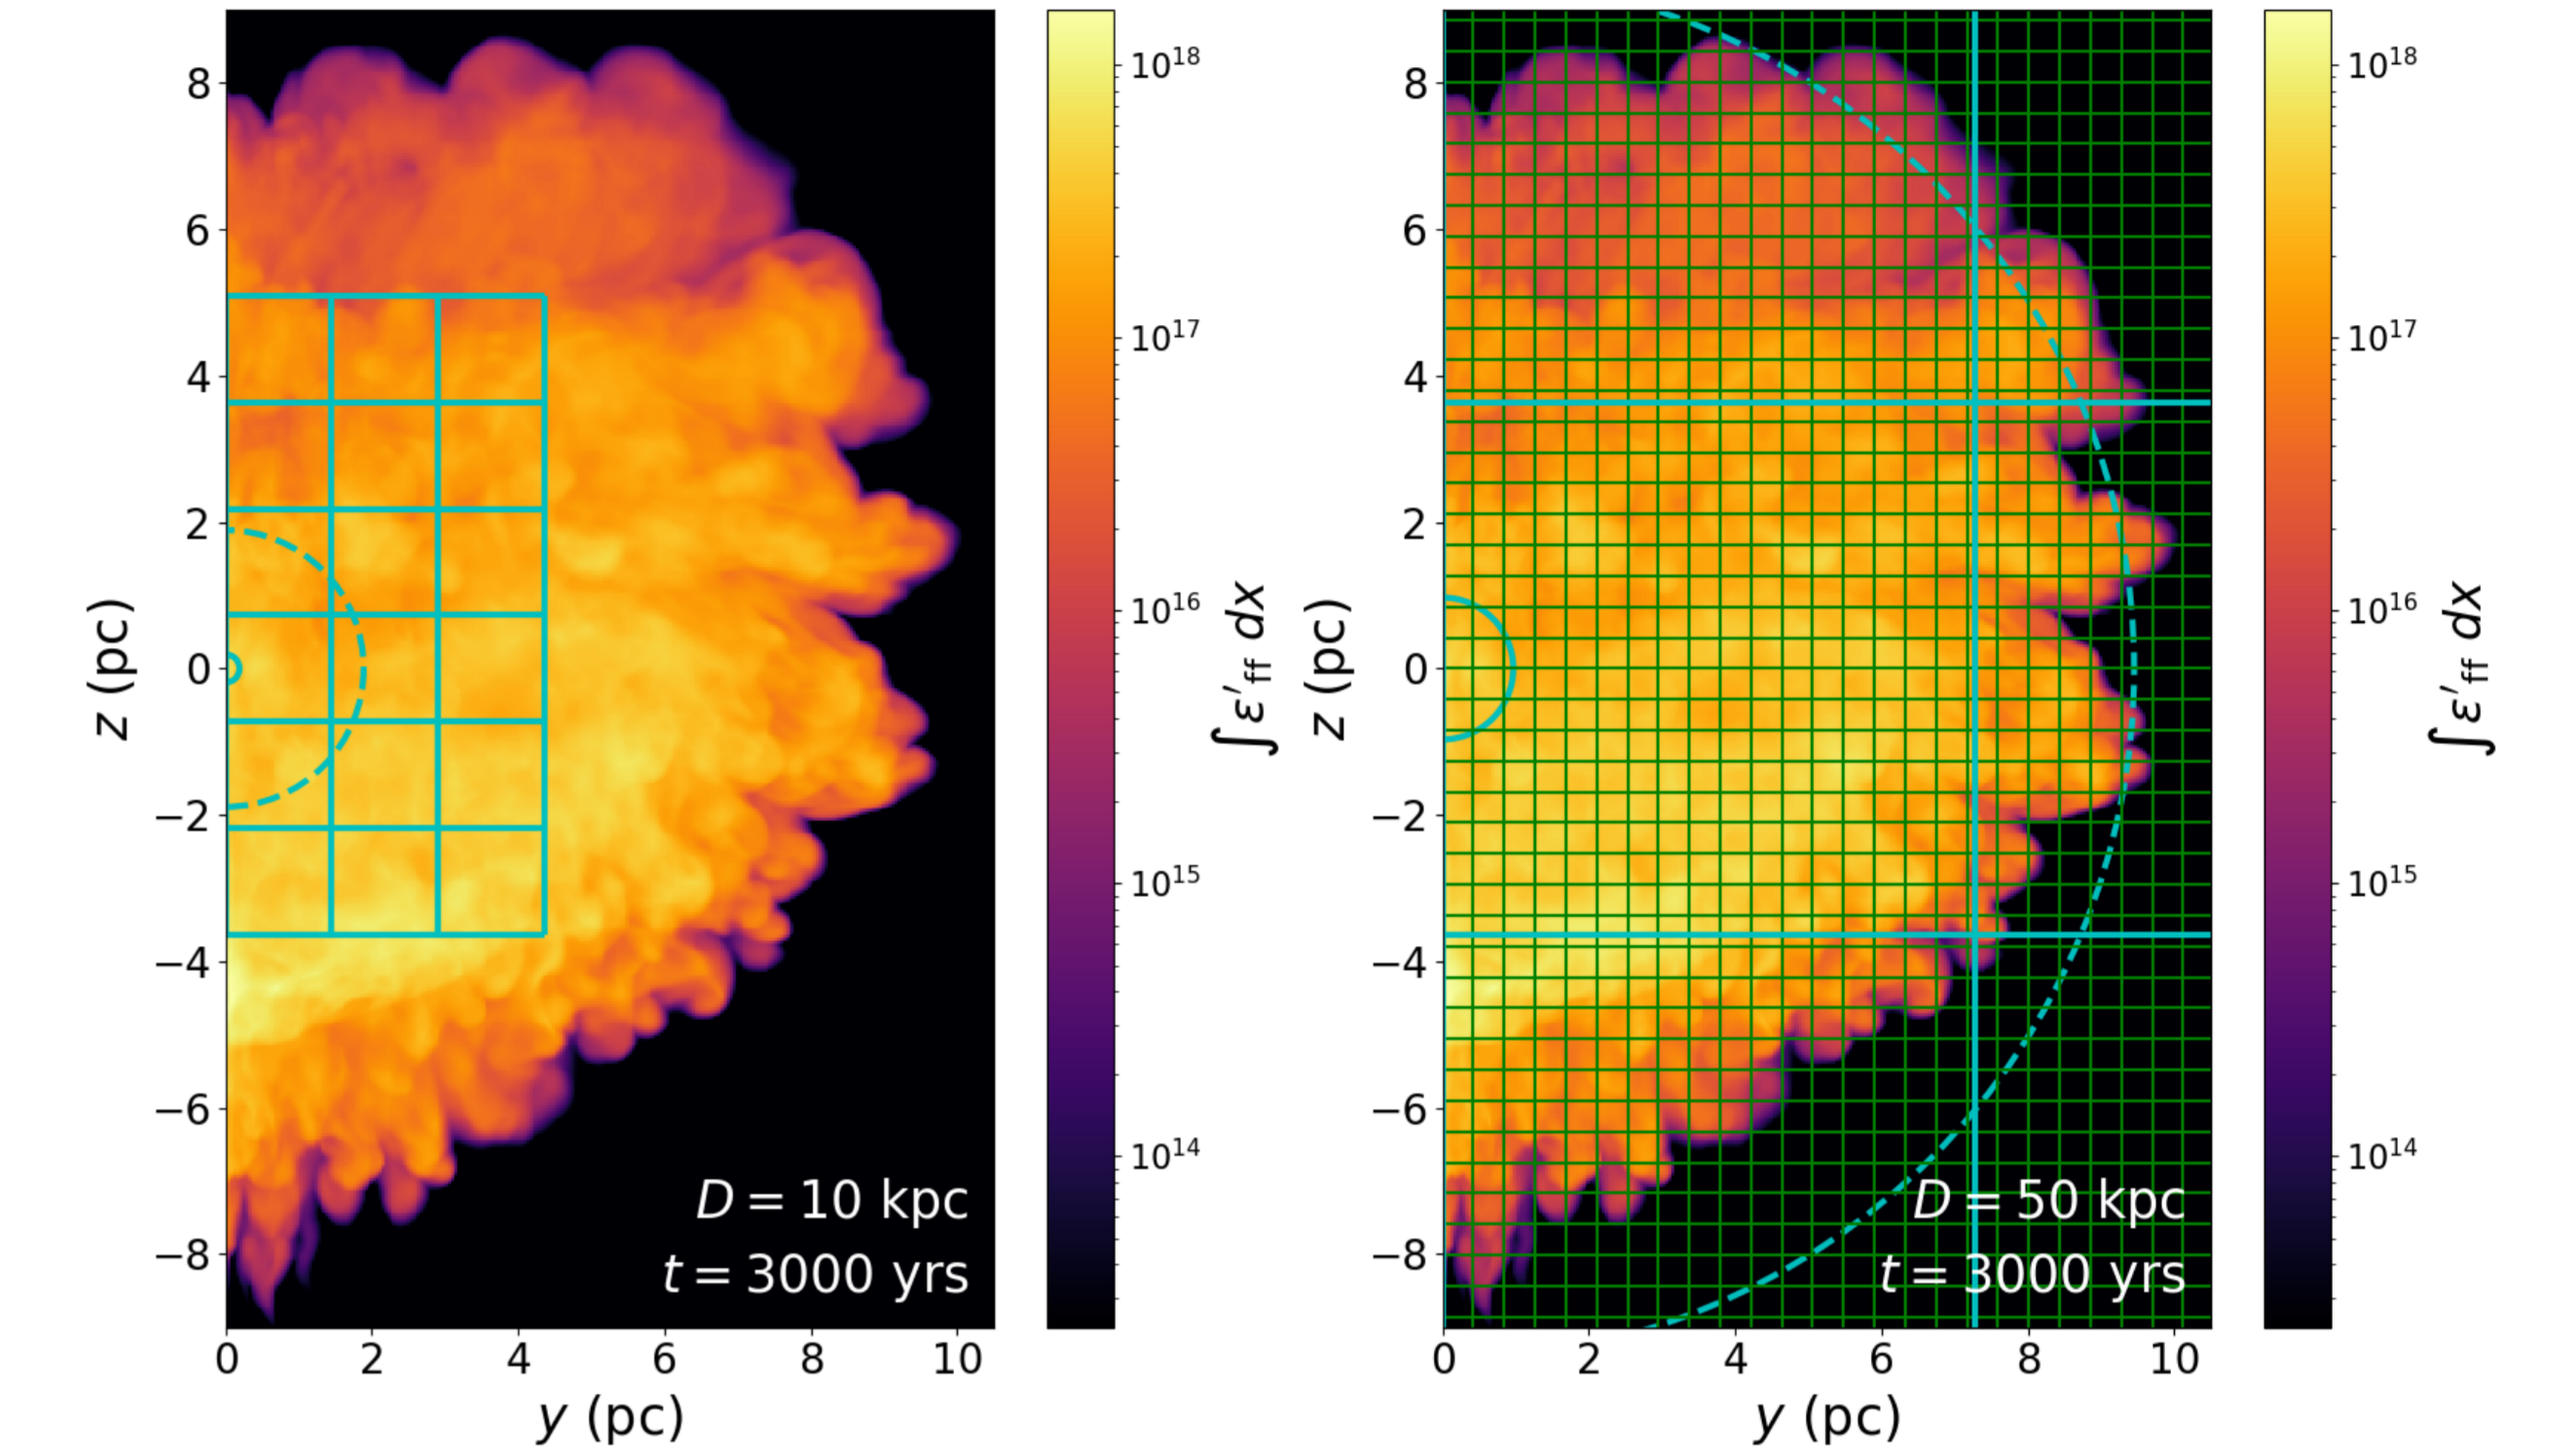 8
6
4
2
0
−2
−4
−6
−8
z (pc)
0 2 4 6 8 10
y (pc)
D = 10 kpc
t = 3000 yrs
10^18
10^17
10^16
10^15
10^14
∫ ε′_ff dx
8
6
4
2
0
−2
−4
−6
−8
z (pc)
0 2 4 6 8 10
y (pc)
D = 50 kpc
t = 3000 yrs
10^18
10^17
10^16
10^15
10^14
∫ ε′_ff dx